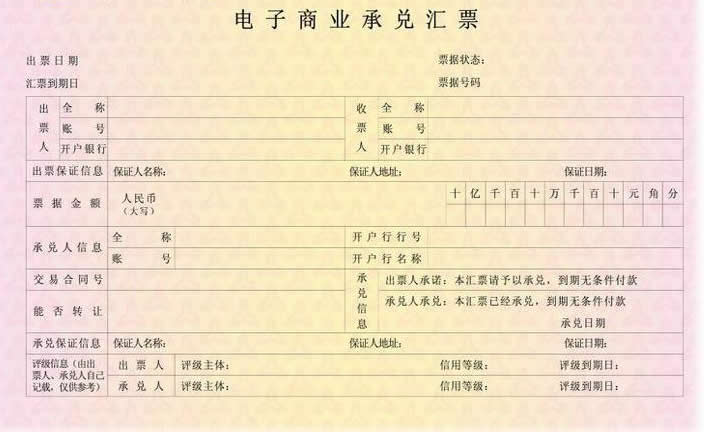 电子商业承兑汇票
出票日期 票据状态：
汇票到期日 票据号码
出票人 全称 收票人 全称
账号 账号
开户银行 开户银行
出票保证信息 保证人名称： 保证人地址： 保证日期：
票据金额 人民币（大写） 十亿千百十万千百十元角分
承兑人信息 全称 开户行行号
账号 开户行名称
交易合同号 承兑信息 出票人承诺：本汇票请予以承兑，到期无条件付款
能否转让 承兑人承兑：本汇票已经承兑，到期无条件付款
承兑日期
承兑保证信息 保证人名称： 保证人地址： 保证日期：
评级信息（由出票人、承兑人自己记载，仅供参考） 出票人 评级主体： 信用等级： 评级到期日：
承兑人 评级主体： 信用等级： 评级到期日：